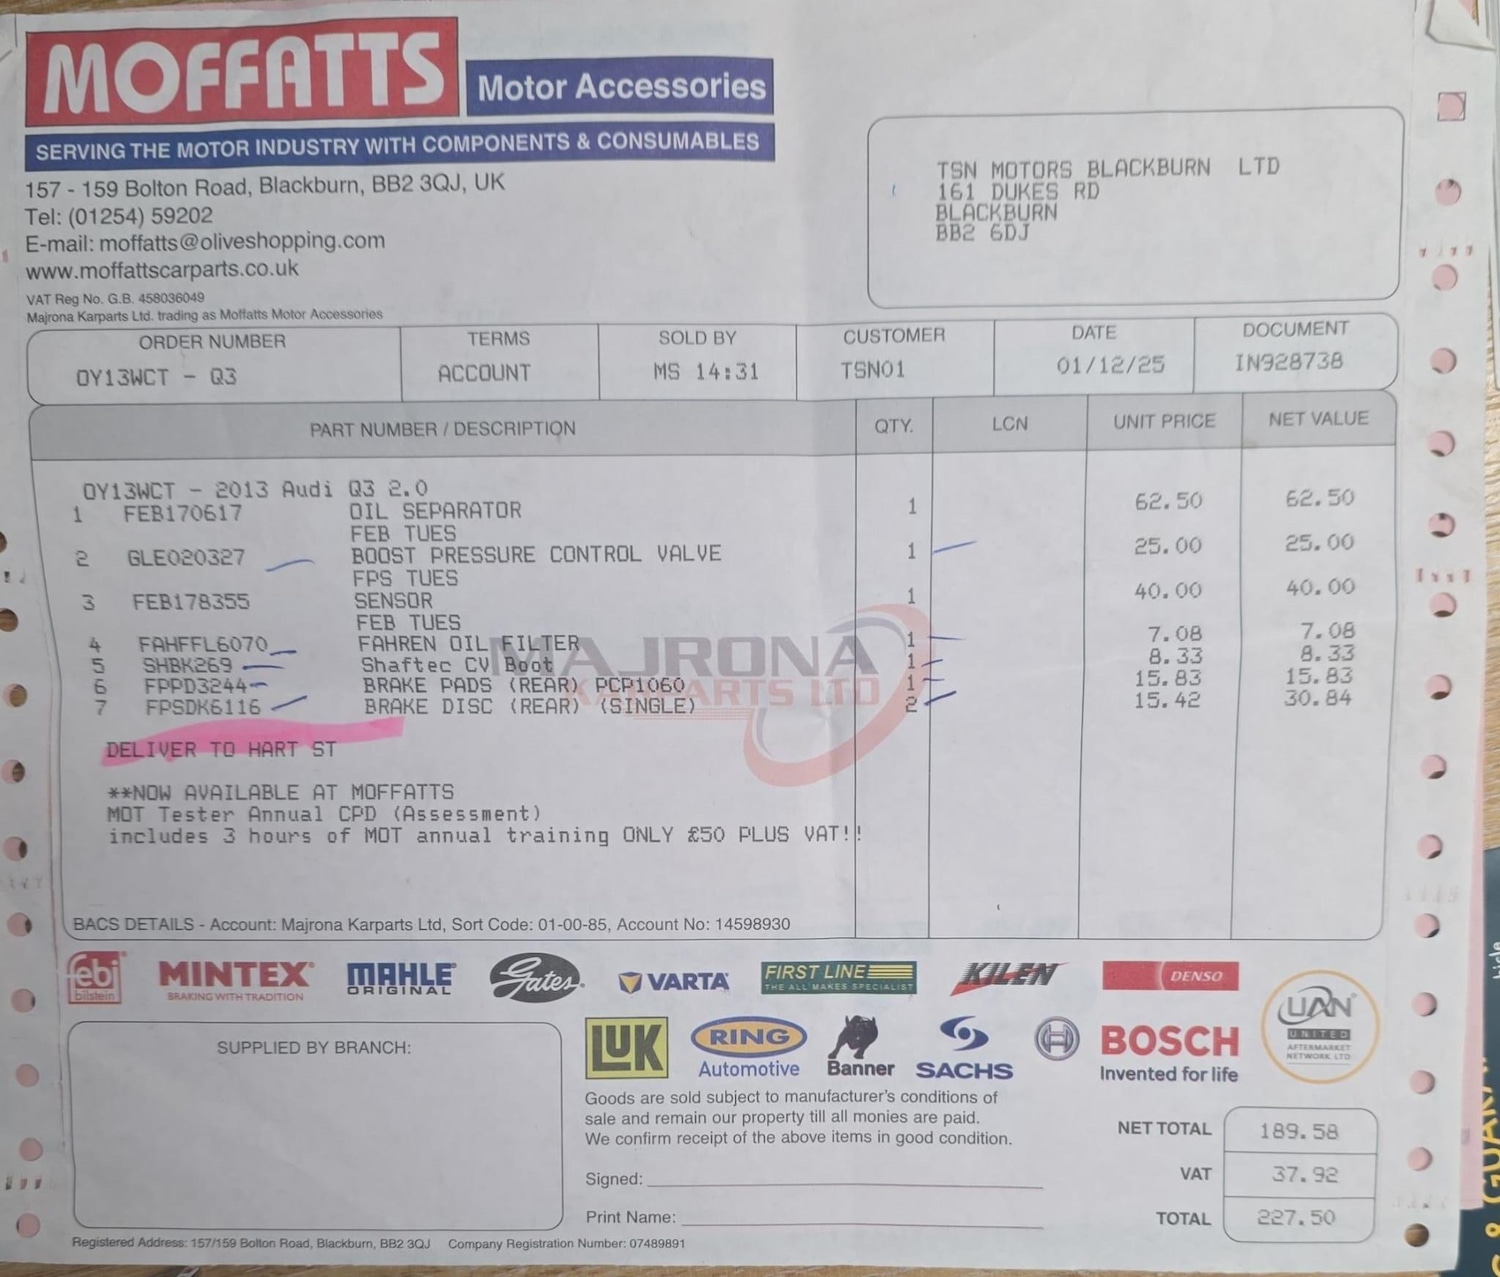 MOFFATTS
Motor Accessories
SERVING THE MOTOR INDUSTRY WITH COMPONENTS & CONSUMABLES
157 - 159 Bolton Road, Blackburn, BB2 3QJ, UK
Tel: (01254) 59202
E-mail: moffatts@oliveshopping.com
www.moffattscarparts.co.uk
VAT Reg No. G.B. 458036049
Majrona Karparts Ltd. trading as Moffatts Motor Accessories
TSN MOTORS BLACKBURN LTD
161 DUKES RD
BLACKBURN
BB2 6DJ
ORDER NUMBER TERMS SOLD BY CUSTOMER DATE DOCUMENT
OY13WCT - Q3 ACCOUNT MS 14:31 TSN01 01/12/25 IN928738
PART NUMBER / DESCRIPTION QTY. LCN UNIT PRICE NET VALUE
OY13WCT - 2013 Audi Q3 2.0
1 FEB170617 OIL SEPARATOR 1 62.50 62.50
FEB TUES
2 GLE020327 BOOST PRESSURE CONTROL VALVE 1 25.00 25.00
FPS TUES
3 FEB178355 SENSOR 1 40.00 40.00
FEB TUES
4 FAHFFL6070 FAHREN OIL FILTER 1 7.08 7.08
5 SHBK269 Shaftec CV Boot 1 8.33 8.33
6 FPPD3244 BRAKE PADS (REAR) PCP1060 1 15.83 15.83
7 FPSDK6116 BRAKE DISC (REAR) (SINGLE) 2 15.42 30.84
MAJRONA
KARPARTS LTD
DELIVER TO HART ST
**NOW AVAILABLE AT MOFFATTS
MOT Tester Annual CPD (Assessment)
includes 3 hours of MOT annual training ONLY £50 PLUS VAT!!
BACS DETAILS - Account: Majrona Karparts Ltd, Sort Code: 01-00-85, Account No: 14598930
febi bilstein
MINTEX
BRAKING WITH TRADITION
MAHLE
ORIGINAL
Gates
VARTA
FIRST LINE
THE ALL MAKES SPECIALIST
KILEN
DENSO
UAN
UNITED
AFTERMARKET
NETWORK LTD
LUK
RING
Automotive
Banner
SACHS
BOSCH
Invented for life
SUPPLIED BY BRANCH:
Goods are sold subject to manufacturer's conditions of
sale and remain our property till all monies are paid.
We confirm receipt of the above items in good condition.
Signed:
Print Name:
NET TOTAL 189.58
VAT 37.92
TOTAL 227.50
Registered Address: 157/159 Bolton Road, Blackburn, BB2 3QJ Company Registration Number: 07489891